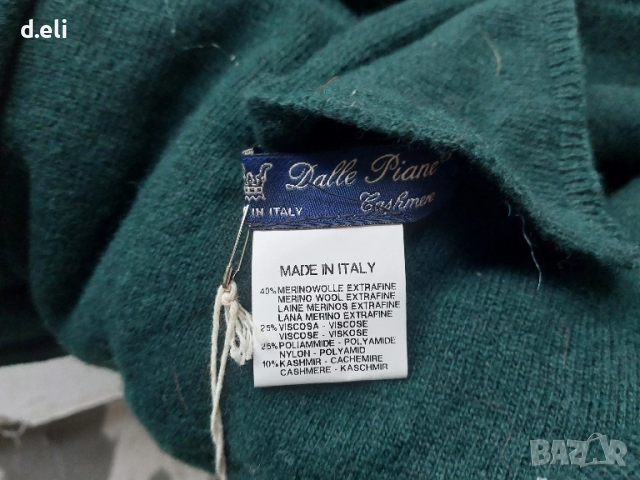 d.eli
Dalle Piane
Cashmere
IN ITALY
MADE IN ITALY
40% MERINOWOLLE EXTRAFINE
MERINO WOOL EXTRAFINE
LAINE MERINOS EXTRAFINE
LANA MERINO EXTRAFINE
25% VISCOSA - VISCOSE
VISKOSE - VISKOSE
25% POLIAMMIDE - POLYAMIDE
NYLON - POLYAMID
10% KASHMIR - CACHEMIRE
CASHMERE - KASCHMIR
BAZAR